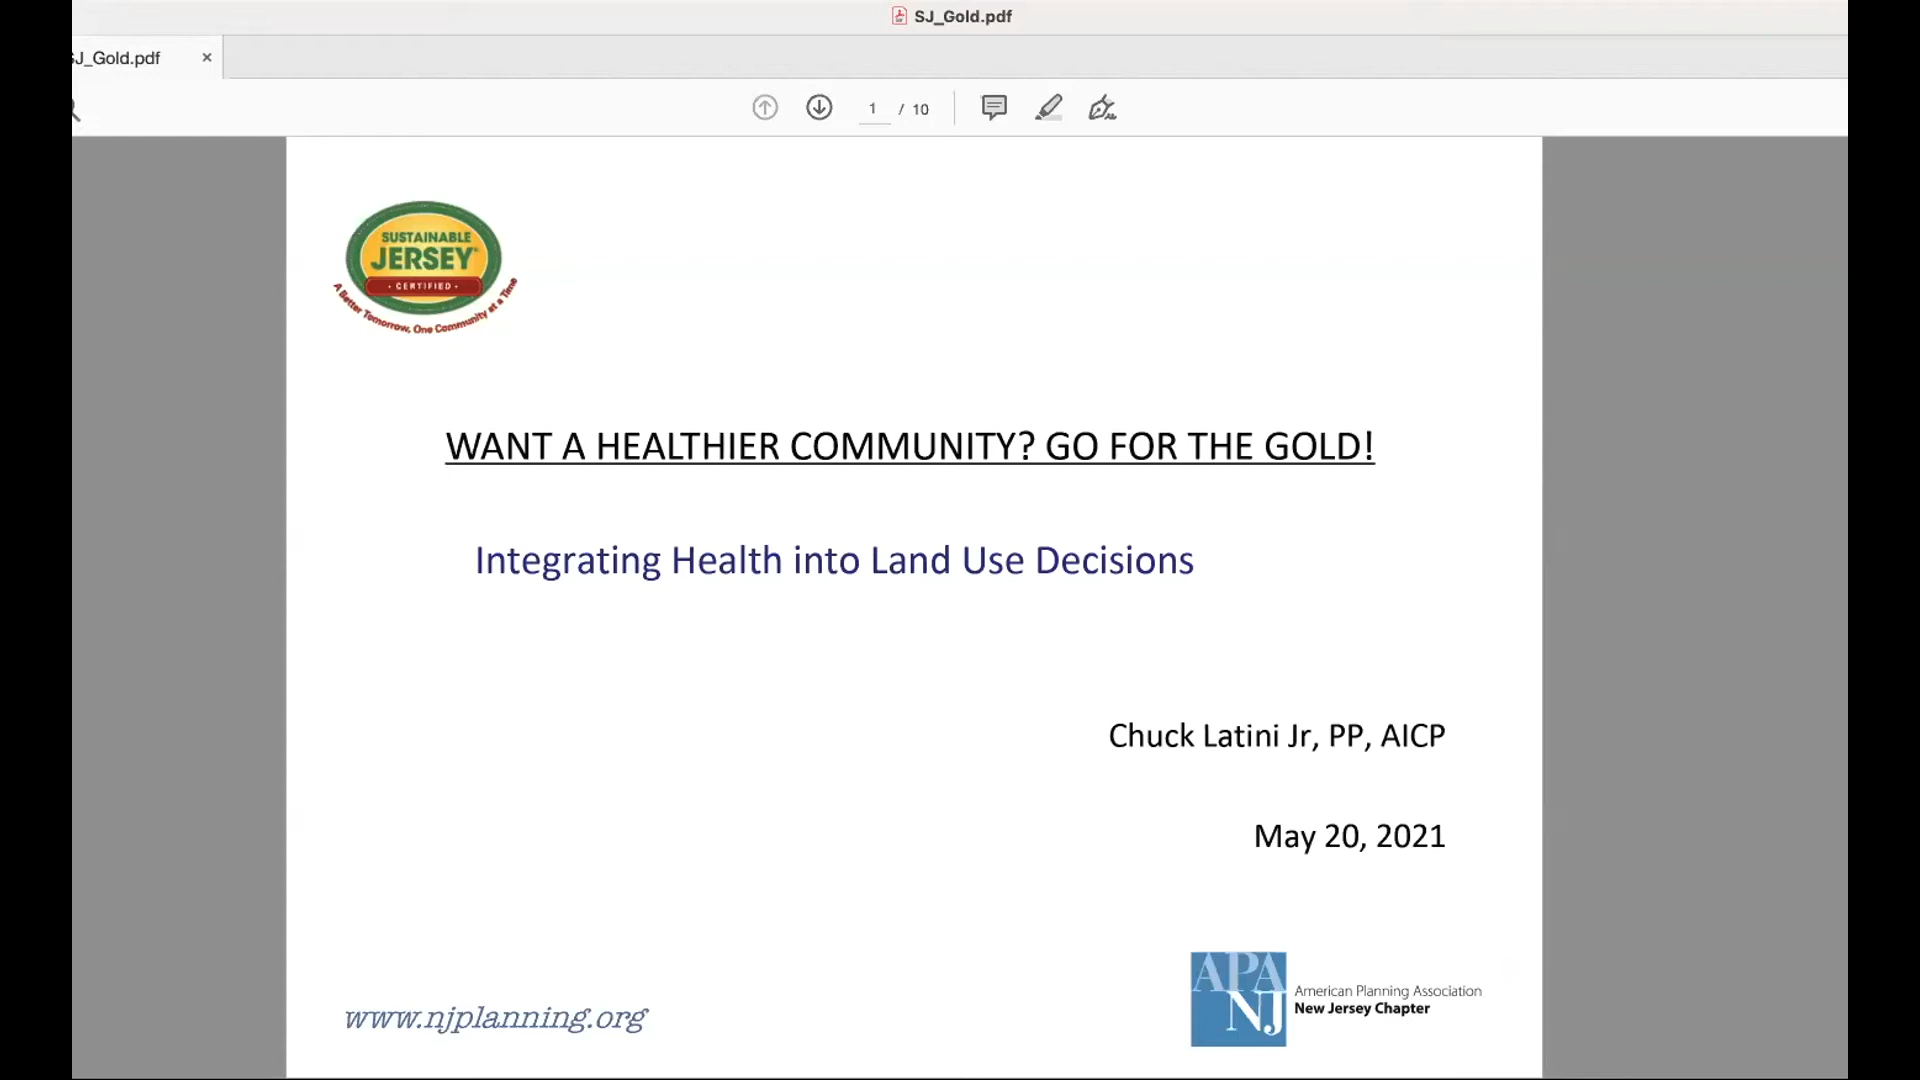 SJ_Gold.pdf
J_Gold.pdf ×
1 / 10
SUSTAINABLE
JERSEY
· CERTIFIED ·
A Better Tomorrow, One Community at a Time
WANT A HEALTHIER COMMUNITY? GO FOR THE GOLD!
Integrating Health into Land Use Decisions
Chuck Latini Jr, PP, AICP
May 20, 2021
www.njplanning.org
APA
NJ
American Planning Association
New Jersey Chapter